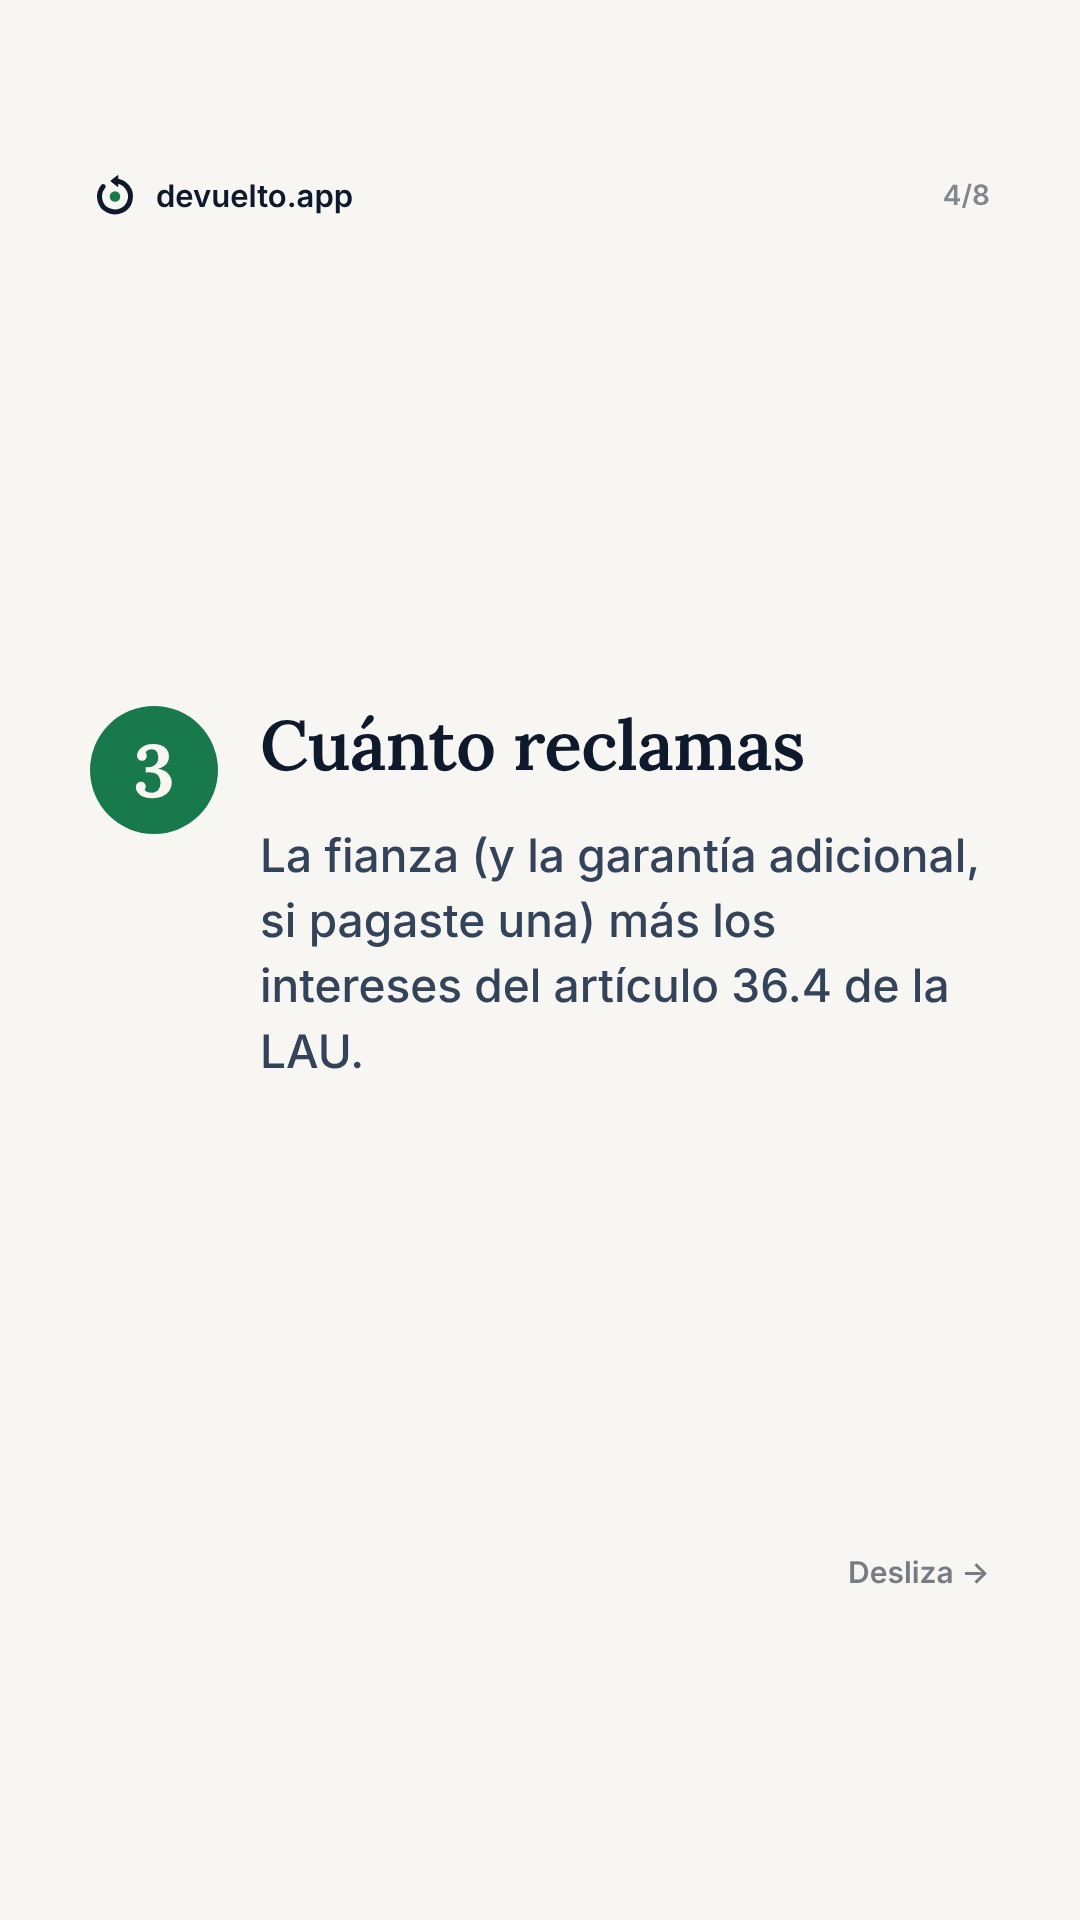 devuelto.app
4/8
3
Cuánto reclamas
La fianza (y la garantía adicional,
si pagaste una) más los
intereses del artículo 36.4 de la
LAU.
Desliza →